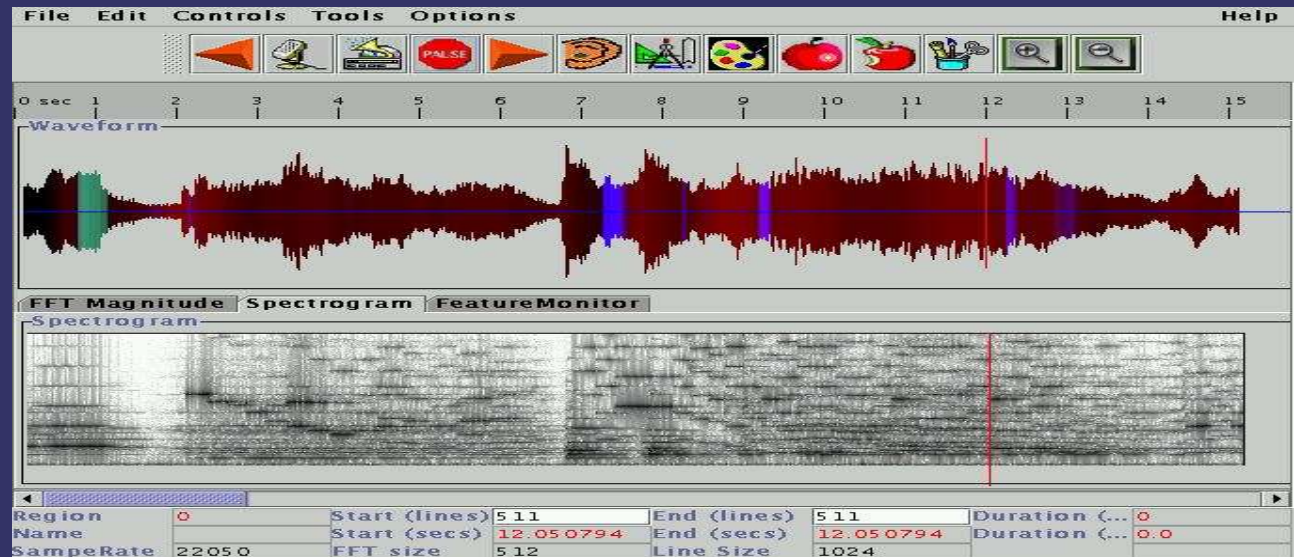 File Edit Controls Tools Options Help
PAUSE
0 sec 1 2 3 4 5 6 7 8 9 10 11 12 13 14 15
Waveform
FFT Magnitude Spectrogram FeatureMonitor
Spectrogram
Region 0 Start (lines) 511 End (lines) 511 Duration (... 0
Name Start (secs) 12.050794 End (secs) 12.050794 Duration (... 0.0
SampeRate 22050 FFT size 512 Line Size 1024